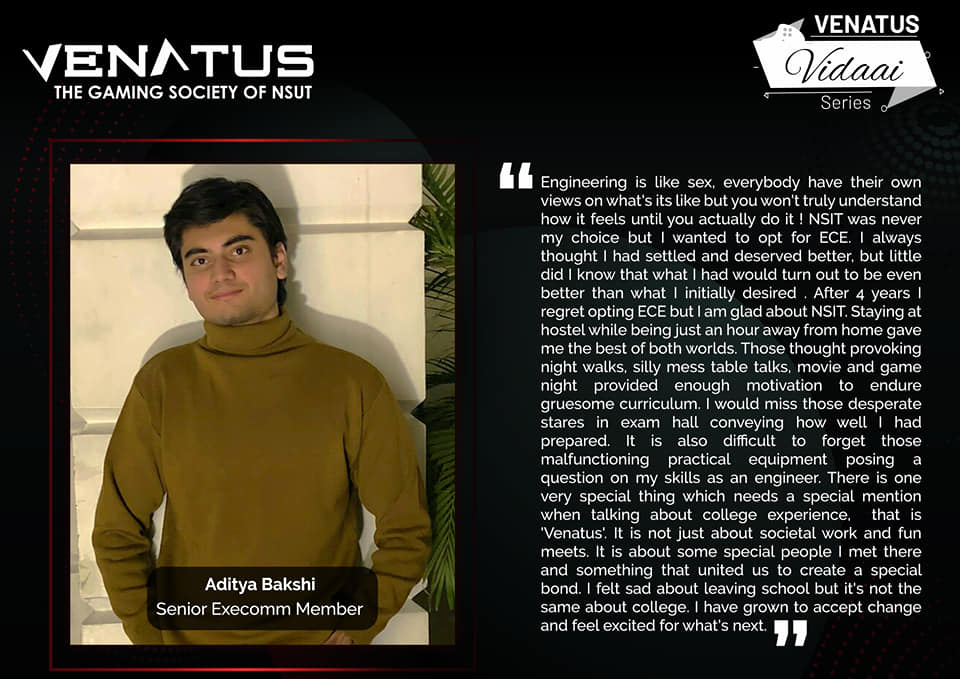 VENATUS
THE GAMING SOCIETY OF NSUT
VENATUS
Vidaai
Series
“
Engineering is like sex, everybody have their own
views on what's its like but you won't truly understand
how it feels until you actually do it ! NSIT was never
my choice but I wanted to opt for ECE. I always
thought I had settled and deserved better, but little
did I know that what I had would turn out to be even
better than what I initially desired . After 4 years I
regret opting ECE but I am glad about NSIT. Staying at
hostel while being just an hour away from home gave
me the best of both worlds. Those thought provoking
night walks, silly mess table talks, movie and game
night provided enough motivation to endure
gruesome curriculum. I would miss those desperate
stares in exam hall conveying how well I had
prepared. It is also difficult to forget those
malfunctioning practical equipment posing a
question on my skills as an engineer. There is one
very special thing which needs a special mention
when talking about college experience, that is
'Venatus'. It is not just about societal work and fun
meets. It is about some special people I met there
and something that united us to create a special
bond. I felt sad about leaving school but it's not the
same about college. I have grown to accept change
and feel excited for what's next. ”
Aditya Bakshi
Senior Execomm Member